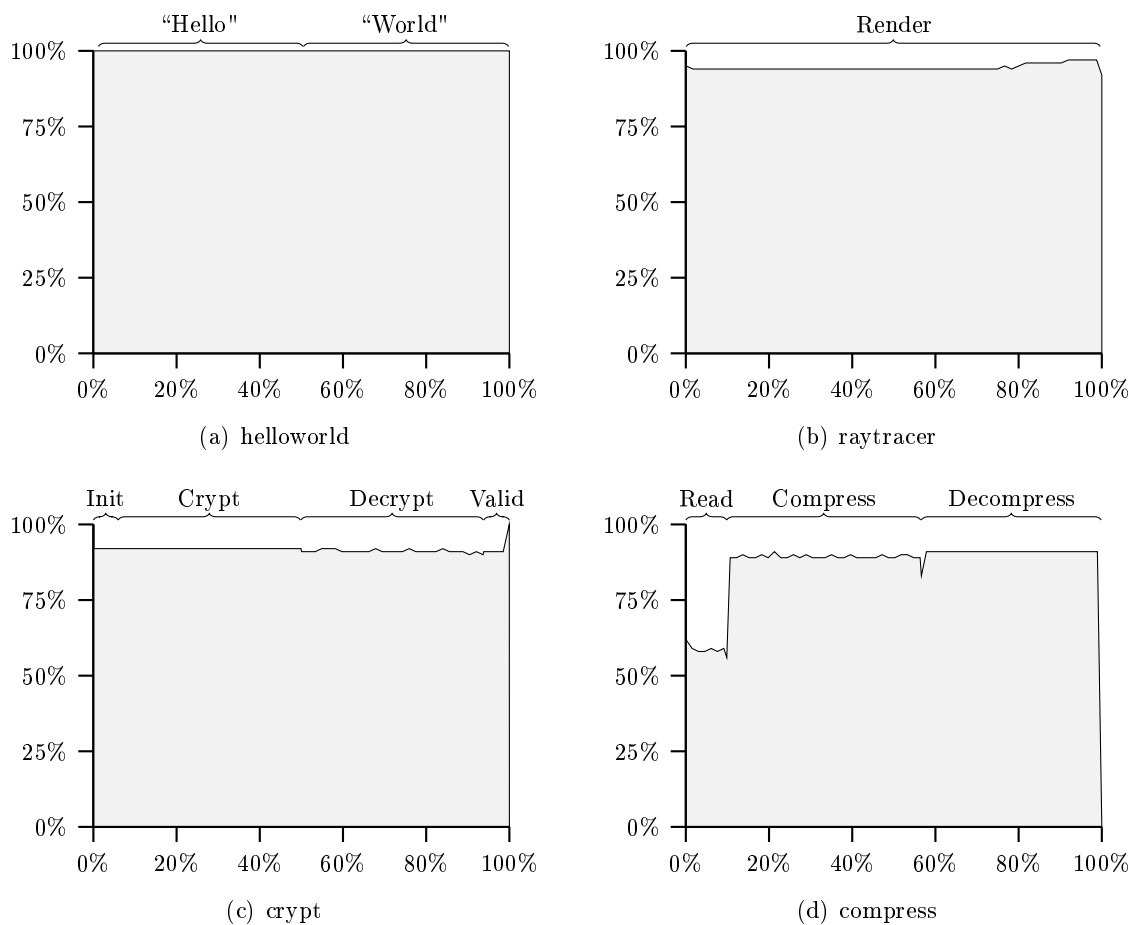 “Hello" “World"
100%
75%
50%
25%
0%
0% 20% 40% 60% 80% 100%
(a) helloworld
Render
100%
75%
50%
25%
0%
0% 20% 40% 60% 80% 100%
(b) raytracer
Init Crypt Decrypt Valid
100%
75%
50%
25%
0%
0% 20% 40% 60% 80% 100%
(c) crypt
Read Compress Decompress
100%
75%
50%
25%
0%
0% 20% 40% 60% 80% 100%
(d) compress